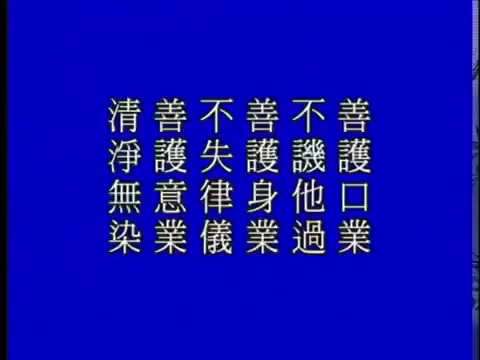 善護口業
不譏他過
善護身業
不失律儀
善護意業
清淨無染